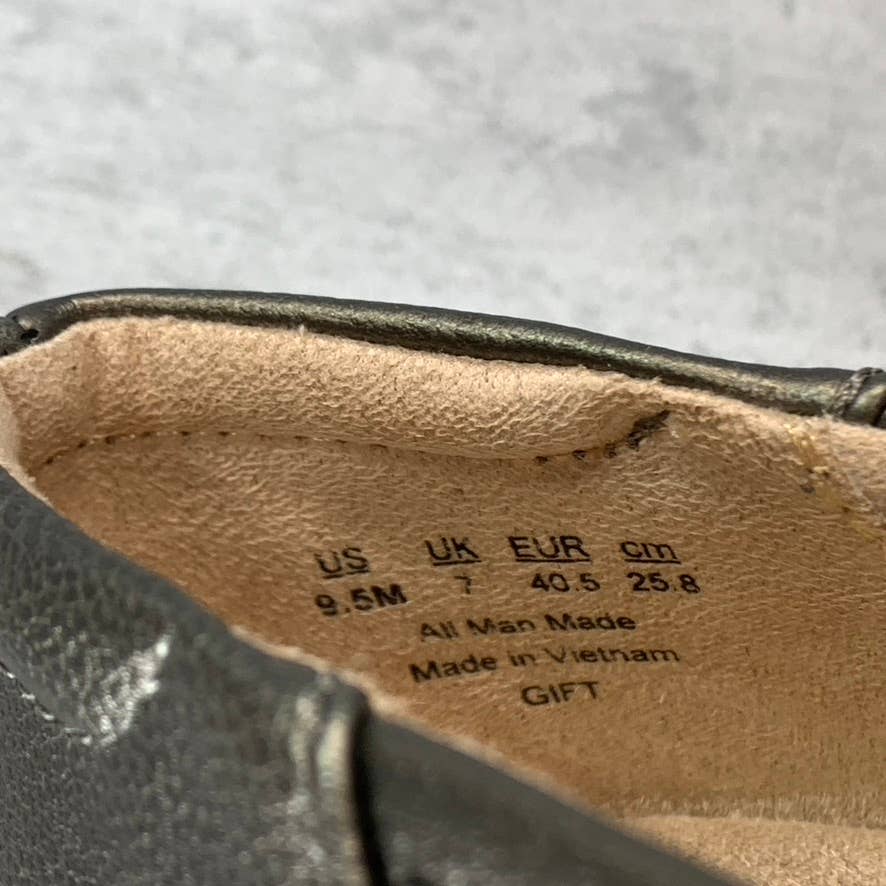 US UK EUR cm
9.5M 7 40.5 25.8
All Man Made
Made in Vietnam
GIFT